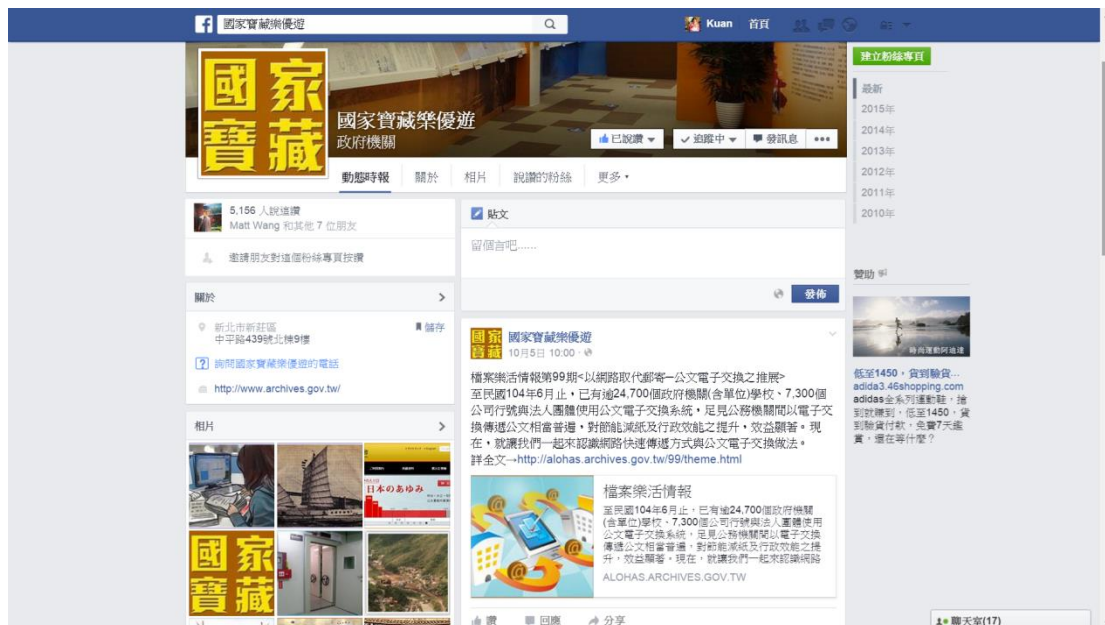 國家寶藏樂優遊
Kuan 首頁
國家
寶藏
國家寶藏樂優遊
政府機關
已說讚
追蹤中
發訊息
動態時報 關於 相片 說讚的粉絲 更多
建立粉絲專頁
最新
2015年
2014年
2013年
2012年
2011年
2010年
5,156 人說這讚
Matt Wang 和其他 7 位朋友
邀請朋友對這個粉絲專頁按讚
關於
新北市新莊區
中平路439號北棟9樓
儲存
詢問國家寶藏樂優遊的電話
http://www.archives.gov.tw/
相片
日本のあゆみ
國家
寶藏
貼文
留個言吧......
發佈
國家
寶藏
國家寶藏樂優遊
10月5日 10:00
檔案樂活情報第99期<以網路取代郵寄─公文電子交換之推展>
至民國104年6月止，已有逾24,700個政府機關(含單位)學校、7,300個
公司行號與法人團體使用公文電子交換系統，足見公務機關間以電子交
換傳遞公文相當普遍，對節能減紙及行政效能之提升，效益顯著。現
在，就讓我們一起來認識網路快速傳遞方式與公文電子交換做法。
詳全文→http://alohas.archives.gov.tw/99/theme.html
檔案樂活情報
至民國104年6月止，已有逾24,700個政府機關
(含單位)學校、7,300個公司行號與法人團體使用
公文電子交換系統，足見公務機關間以電子交換
傳遞公文相當普遍，對節能減紙及行政效能之提
升，效益顯著。現在，就讓我們一起來認識網路
ALOHAS.ARCHIVES.GOV.TW
讚 回應 分享
贊助
時尚運動阿迪達
低至1450，貨到驗貨...
adida3.46shopping.com
adidas全系列運動鞋，搶
到就賺到，低至1450，貨
到驗貨付款，免費7天鑑
賞，還在等什麼？
聊天室(17)